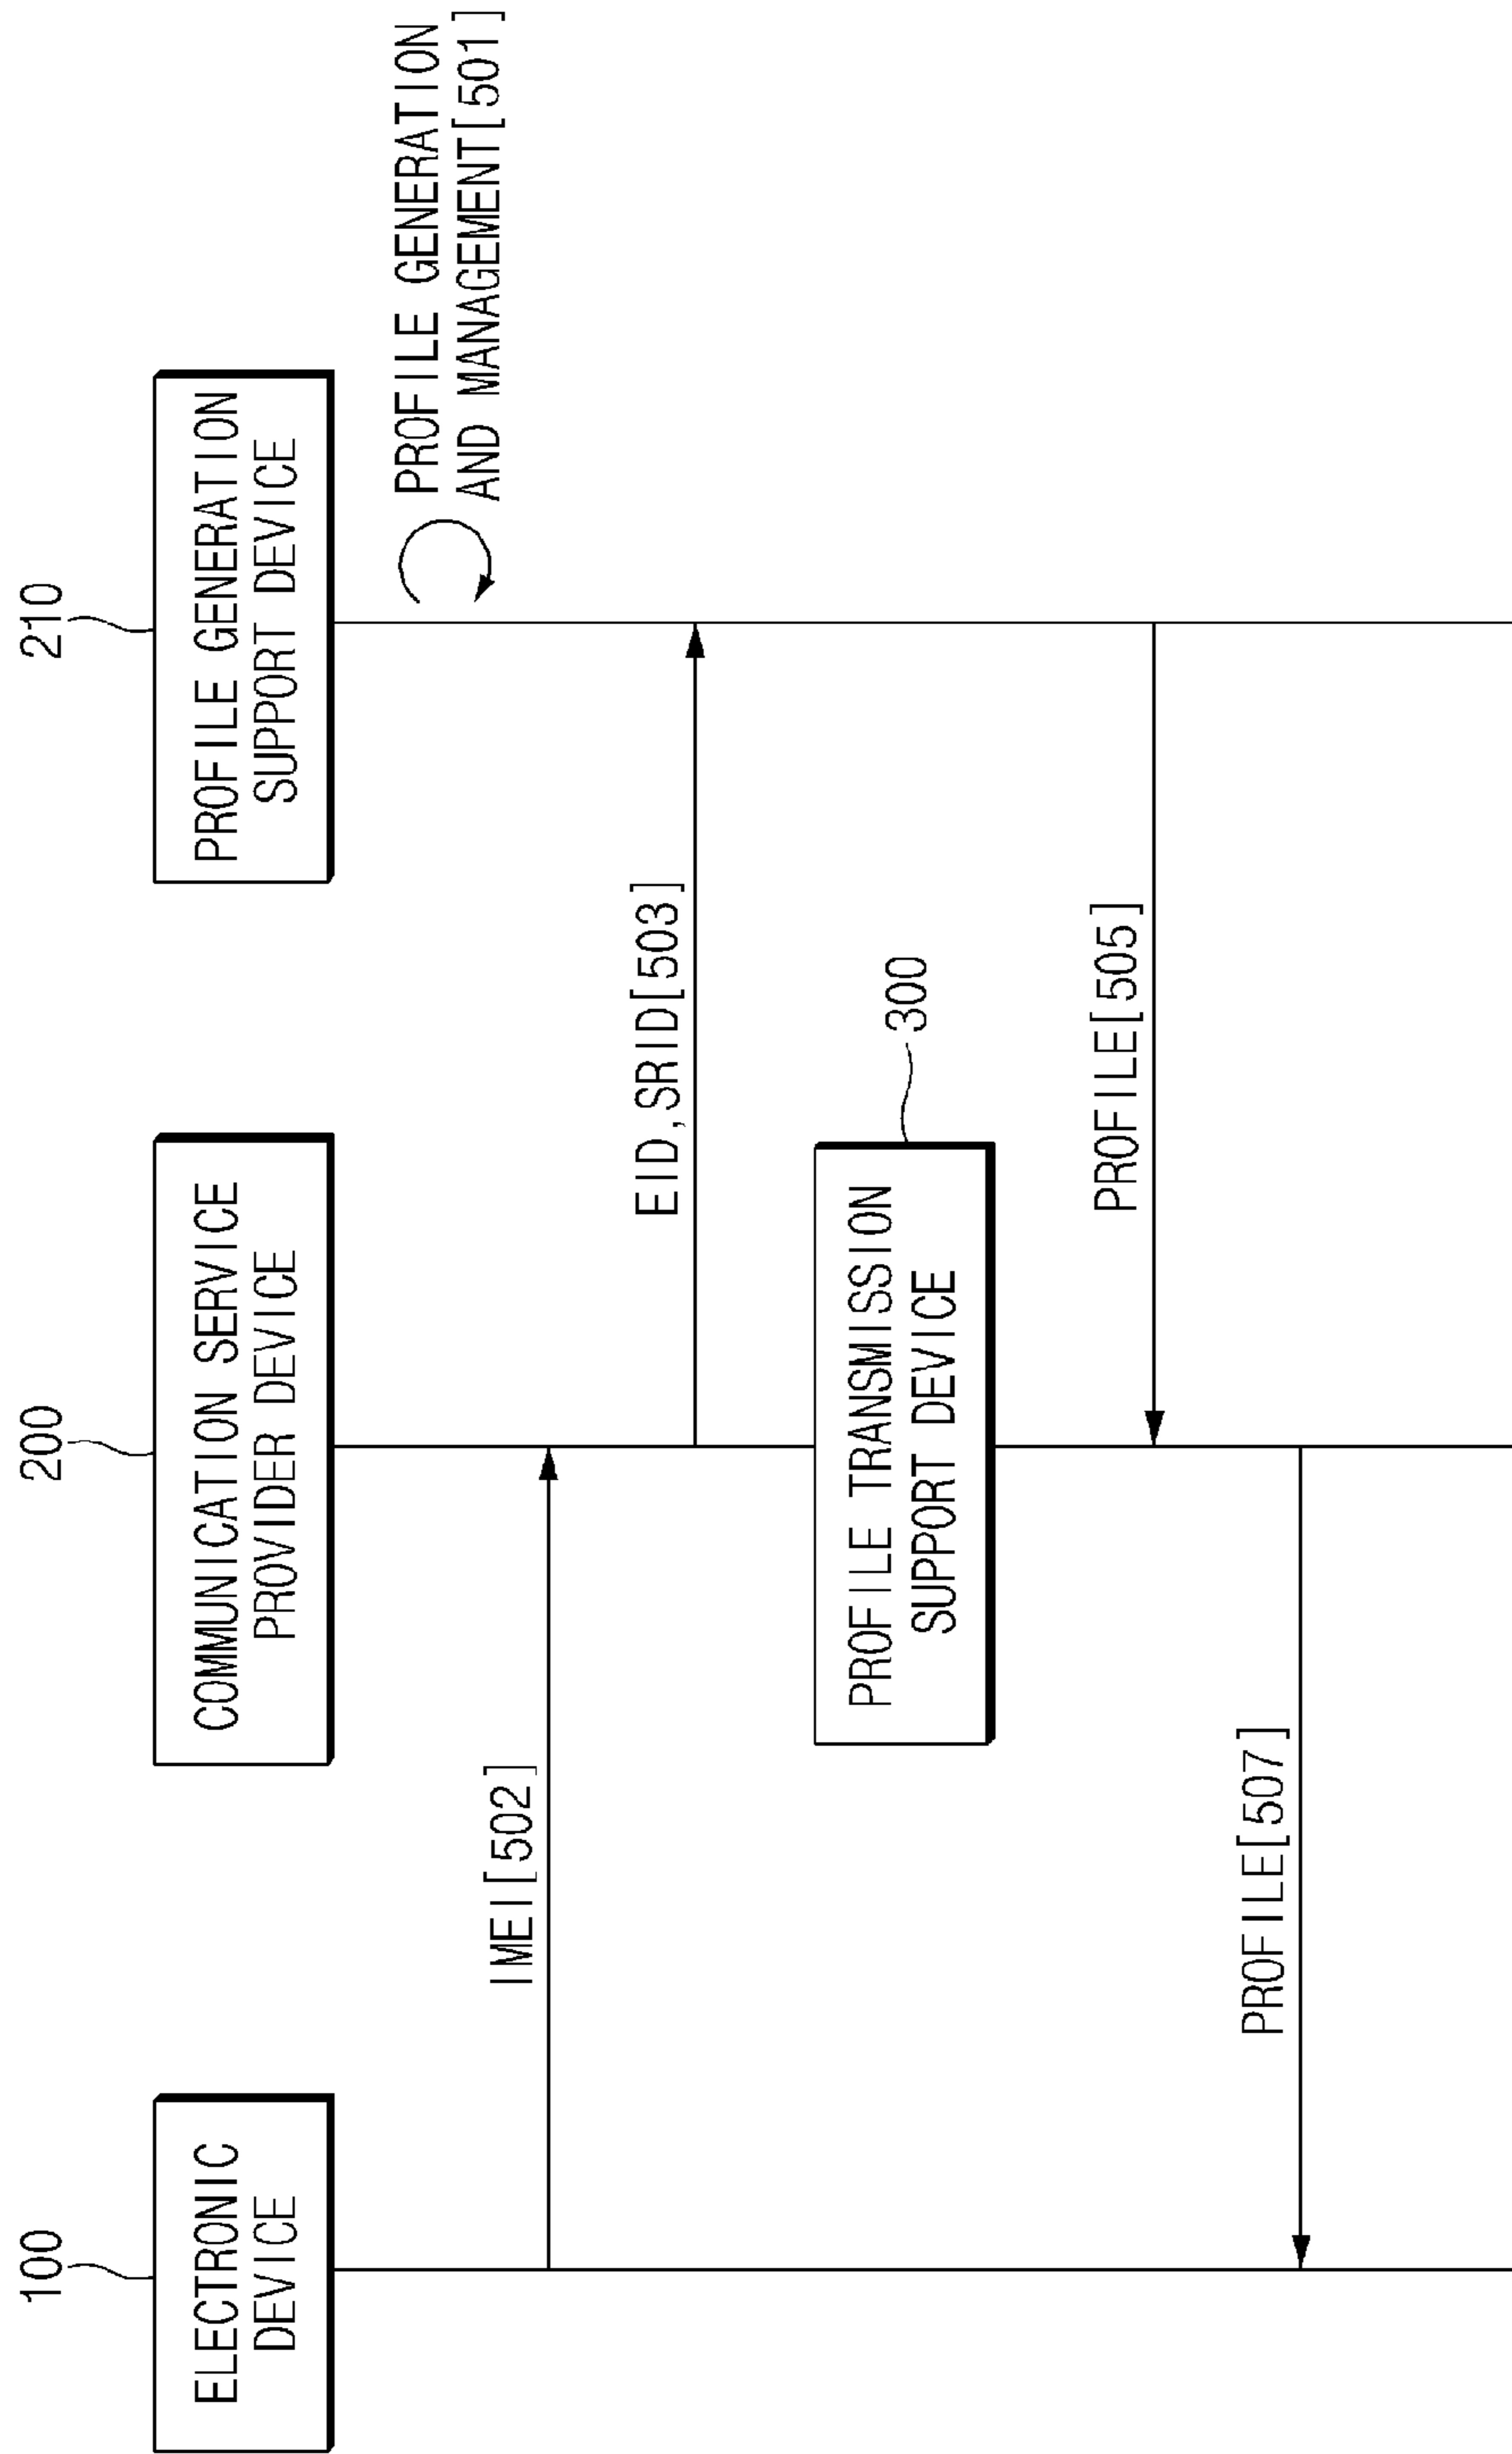 100
200
210
ELECTRONIC
DEVICE
COMMUNICATION SERVICE
PROVIDER DEVICE
PROFILE GENERATION
SUPPORT DEVICE
PROFILE GENERATION
AND MANAGEMENT[501]
IMEI[502]
EID,SRID[503]
PROFILE TRANSMISSION
SUPPORT DEVICE
300
PROFILE[505]
PROFILE[507]